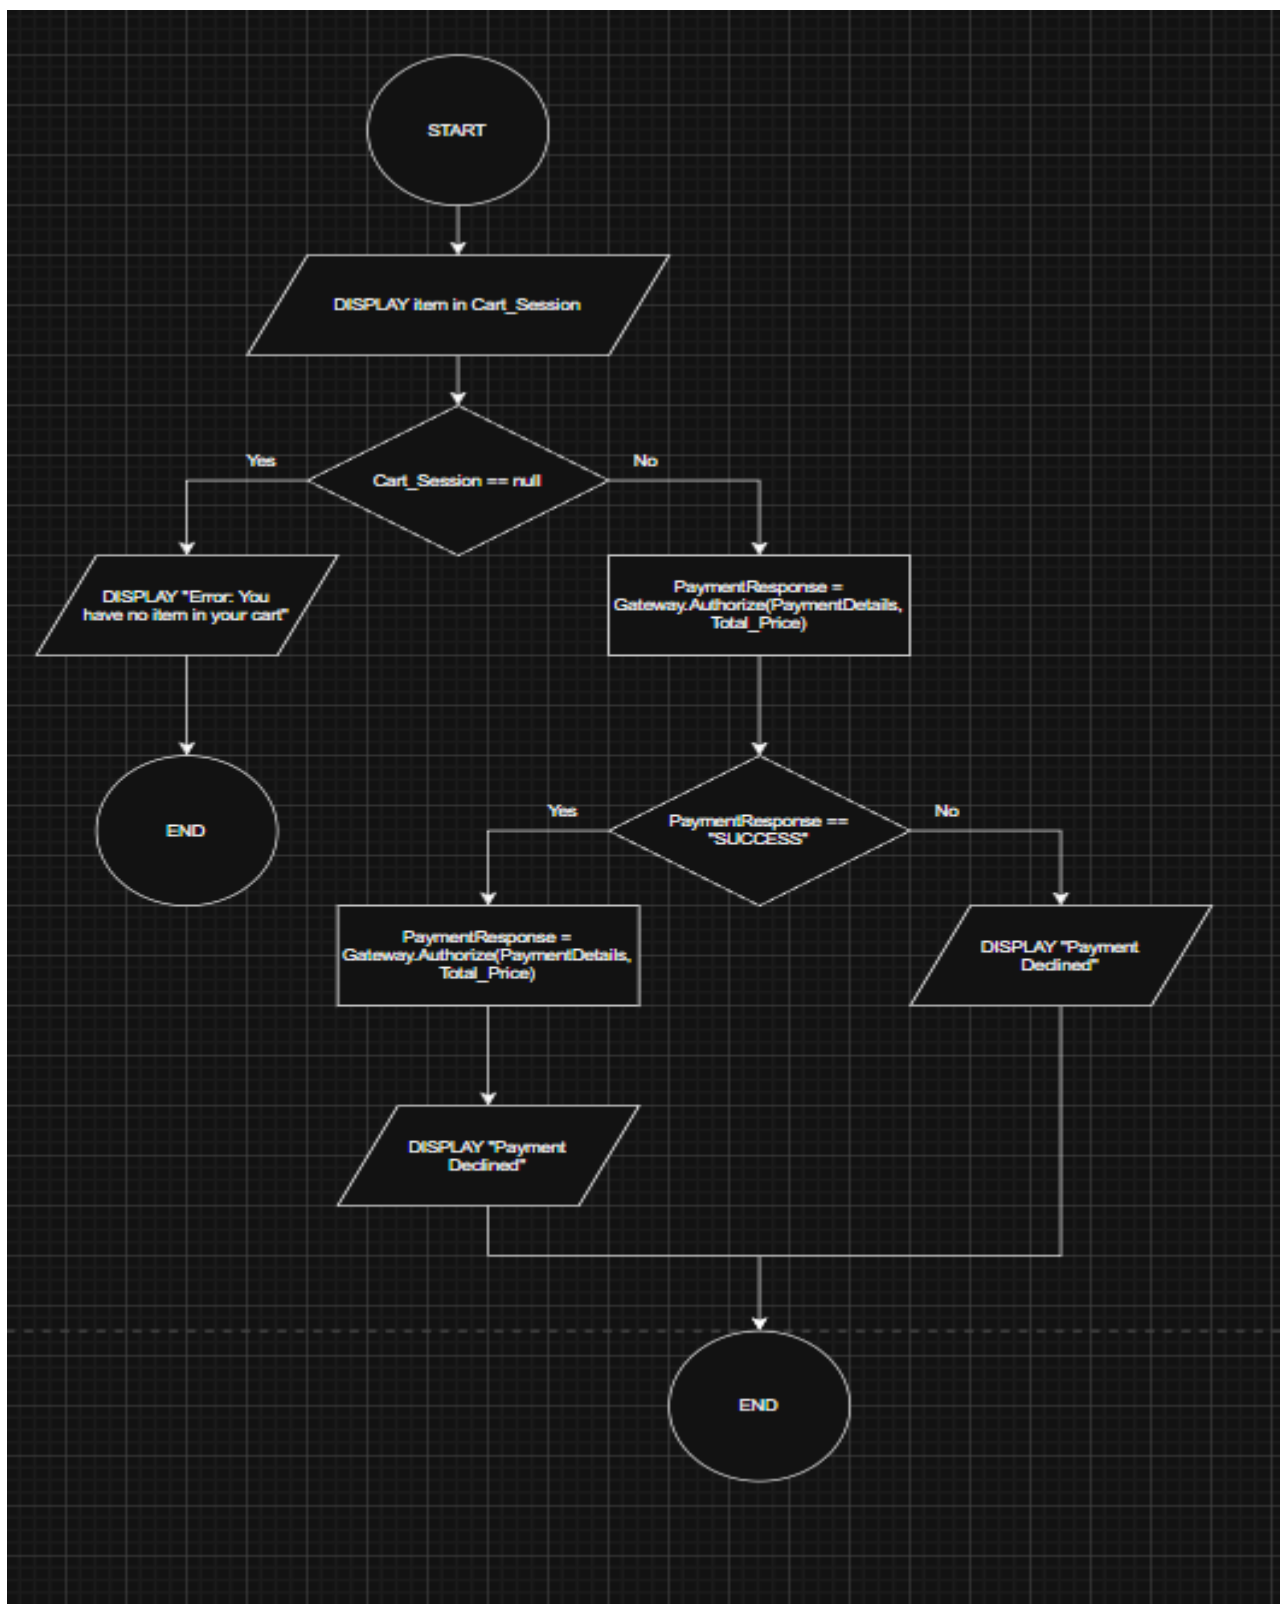 START
DISPLAY item in Cart_Session
Cart_Session == null
Yes
No
DISPLAY "Error: You
have no item in your cart"
PaymentResponse =
Gateway.Authorize(PaymentDetails,
Total_Price)
END
PaymentResponse ==
"SUCCESS"
Yes
No
PaymentResponse =
Gateway.Authorize(PaymentDetails,
Total_Price)
DISPLAY "Payment
Declined"
DISPLAY "Payment
Declined"
END